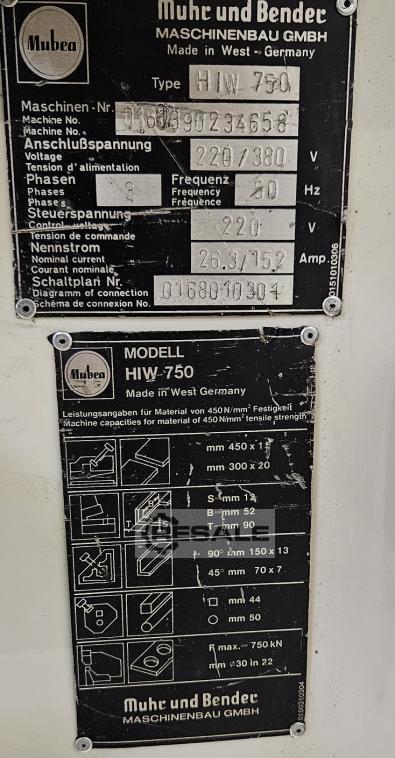 Muhr und Bender
Mubea
MASCHINENBAU GMBH
Made in West - Germany
Type HIW 750
Maschinen-Nr.
Machine No.
Machine No.
Anschlußspannung
Voltage 220/380 V
Tension d'alimentation
Phasen Frequenz
Phases 3 Frequency 50 Hz
Phases Fréquence
Steuerspannung
Control voltage 220 V
Tension de commande
Nennstrom
Nominal current 26.3/152 Amp.
Courant nominale
Schaltplan Nr.
Diagram of connection 0168010301
Schéma de connexion No.
0151010306
Mubea
MODELL
HIW 750
Made in West Germany
Leistungsangaben für Material von 450 N/mm² Festigkeit
Machine capacities for material of 450 N/mm² tensile strength
mm 450 x
mm 300 x 20
S mm
B mm 52
T mm 90
T
S
90° mm 150 x 13
45° mm 70 x 7
mm 44
mm 50
F max. 750 kN
mm ⌀30 in 22
Muhr und Bender
MASCHINENBAU GMBH
0180310304